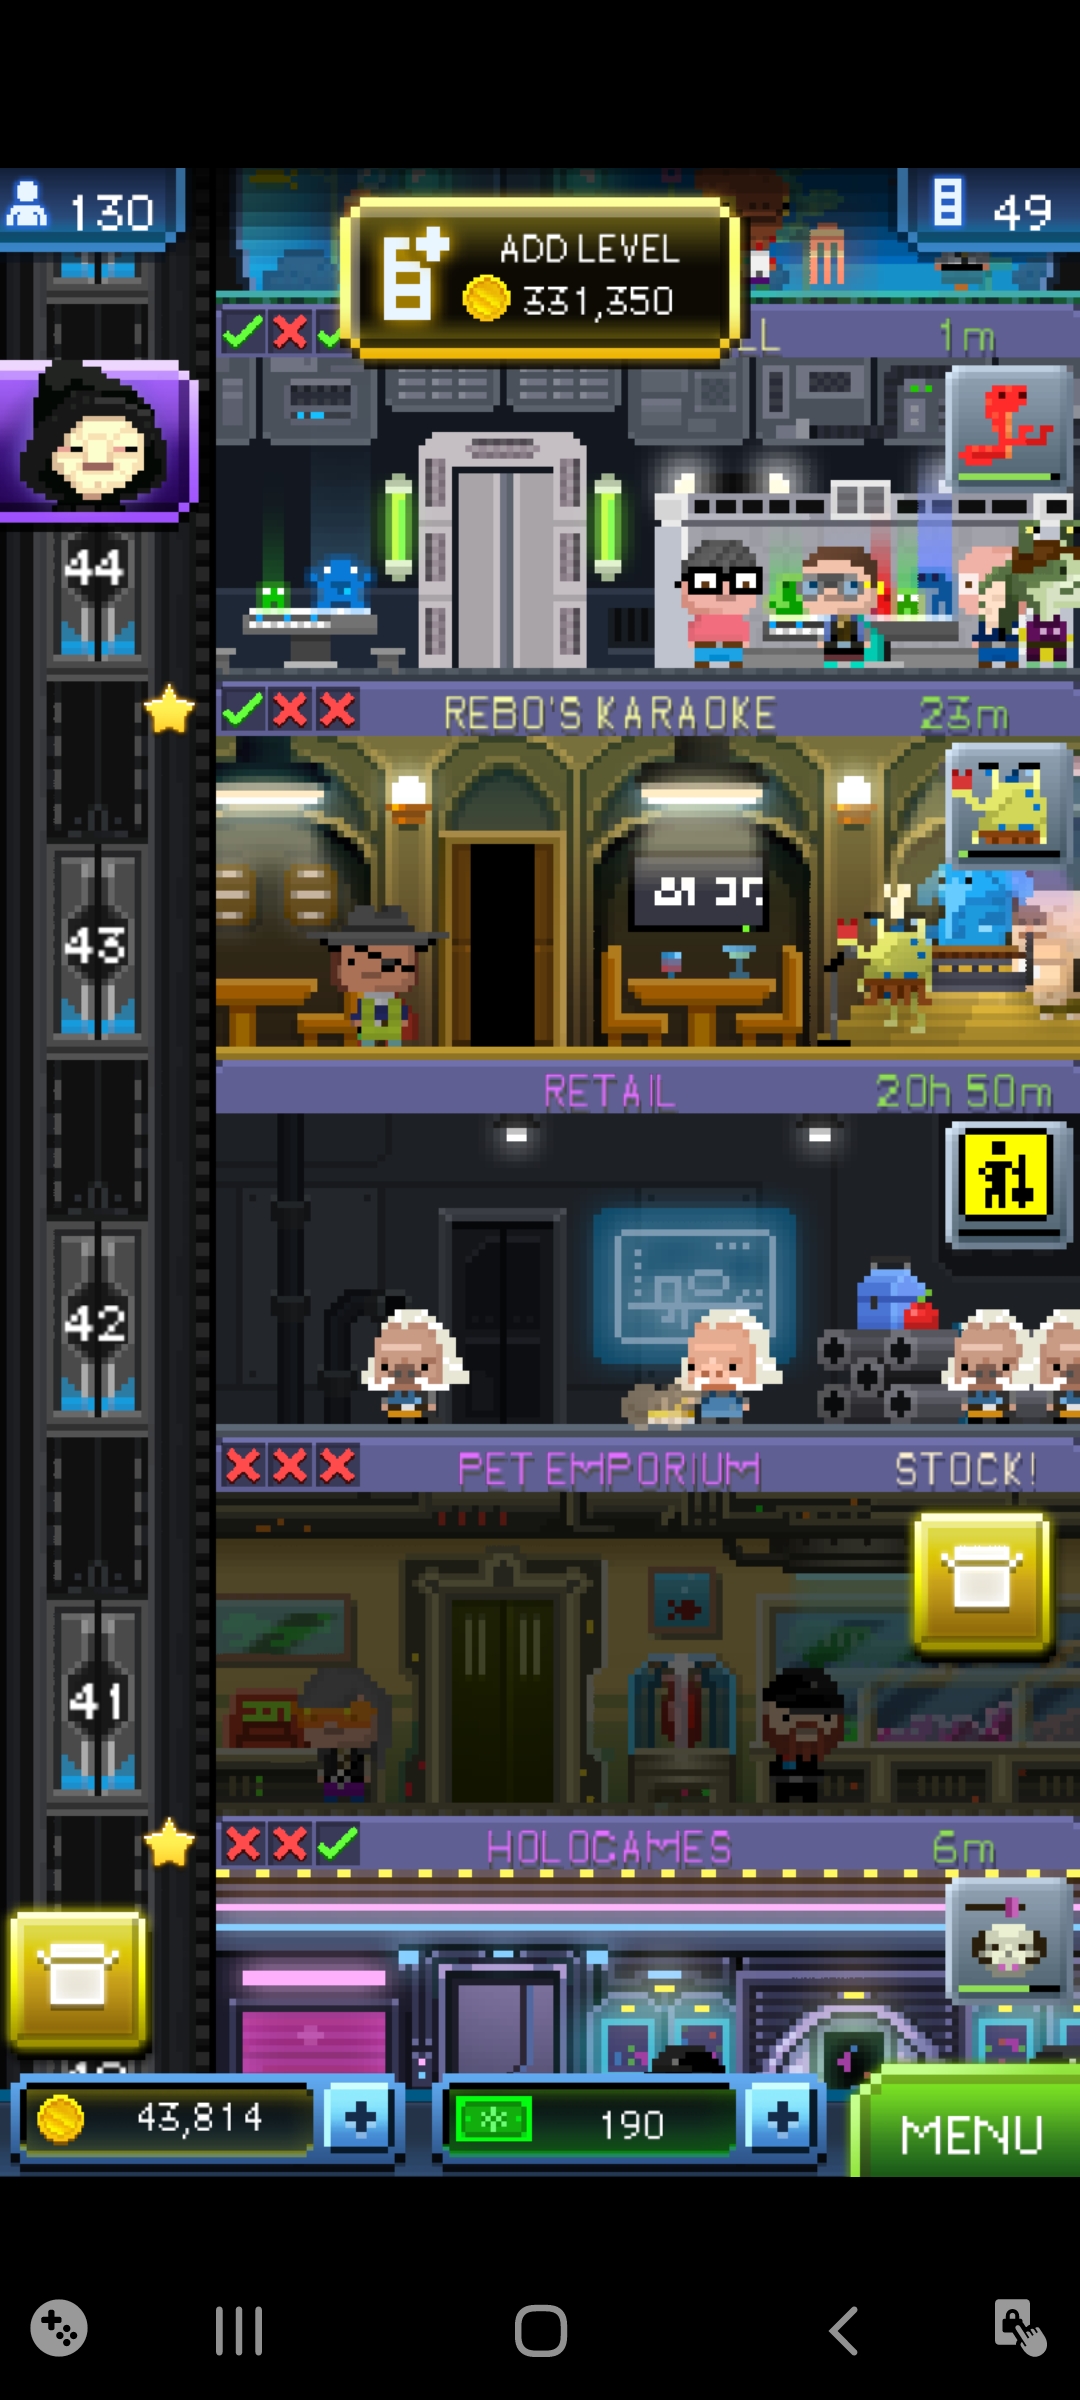 130
49
ADD LEVEL
331,350
LL
1m
44
REBO'S KARAOKE
23m
43
RETAIL
20h 50m
42
PET EMPORIUM
STOCK!
41
HOLOGAMES
6m
43,814
190
MENU